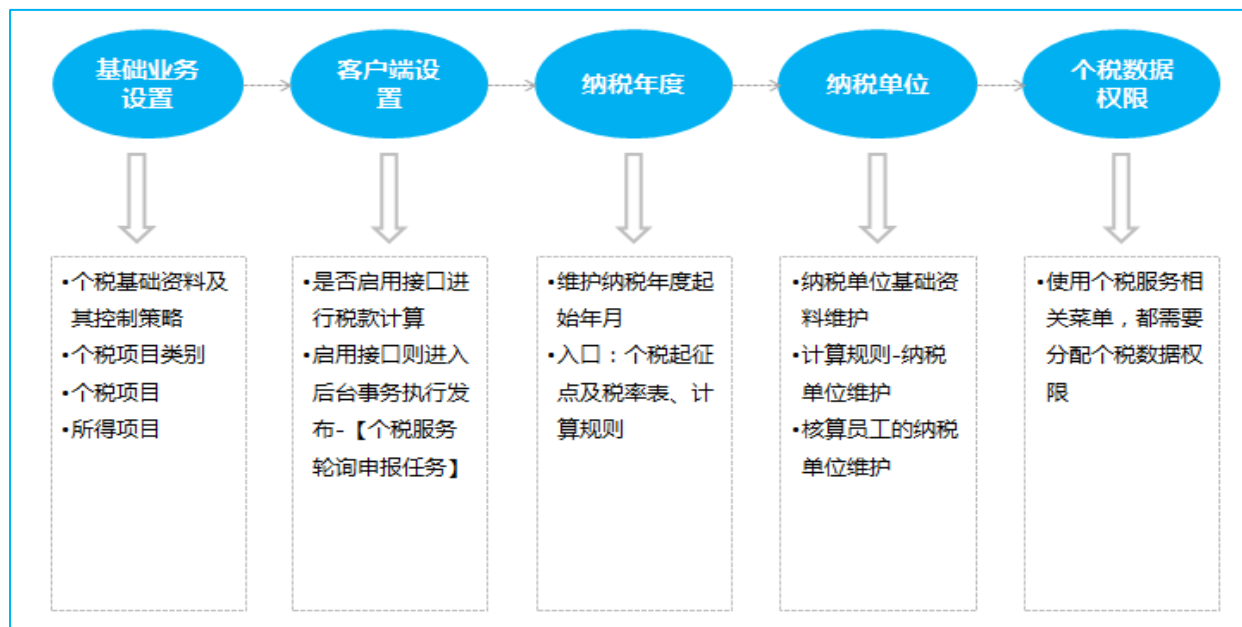 基础业务
设置
客户端设
置
纳税年度
纳税单位
个税数据
权限
•个税基础资料及
其控制策略
•个税项目类别
•个税项目
•所得项目
•是否启用接口进
行税款计算
•启用接口则进入
后台事务执行发
布-【个税服务
轮询申报任务】
•维护纳税年度起
始年月
•入口：个税起征
点及税率表、计
算规则
•纳税单位基础资
料维护
•计算规则-纳税
单位维护
•核算员工的纳税
单位维护
•使用个税服务相
关菜单，都需要
分配个税数据权
限